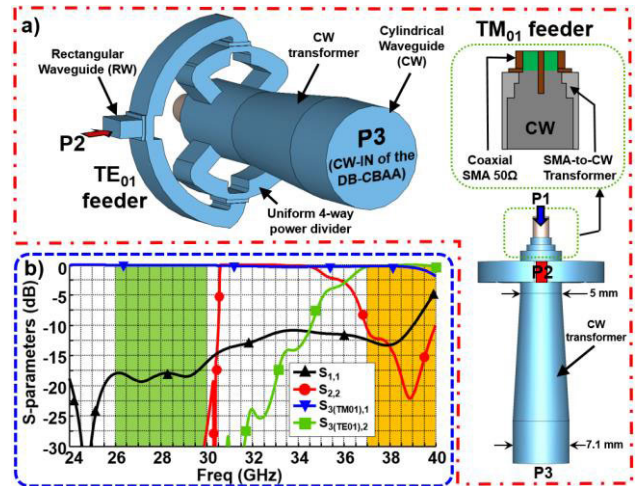 a)
Rectangular
Waveguide (RW)
CW
transformer
Cylindrical
Waveguide
(CW)
P2
TE01
feeder
P3
(CW-IN of the
DB-CBAA)
Uniform 4-way
power divider
TM01 feeder
CW
Coaxial
SMA 50Ω
SMA-to-CW
Transformer
P1
P2
5 mm
CW
transformer
7.1 mm
P3
b)
S-parameters (dB)
0
-5
-10
-15
-20
-25
-30
S1,1
S2,2
S3(TM01),1
S3(TE01),2
24 26 28 30 32 34 36 38 40
Freq (GHz)